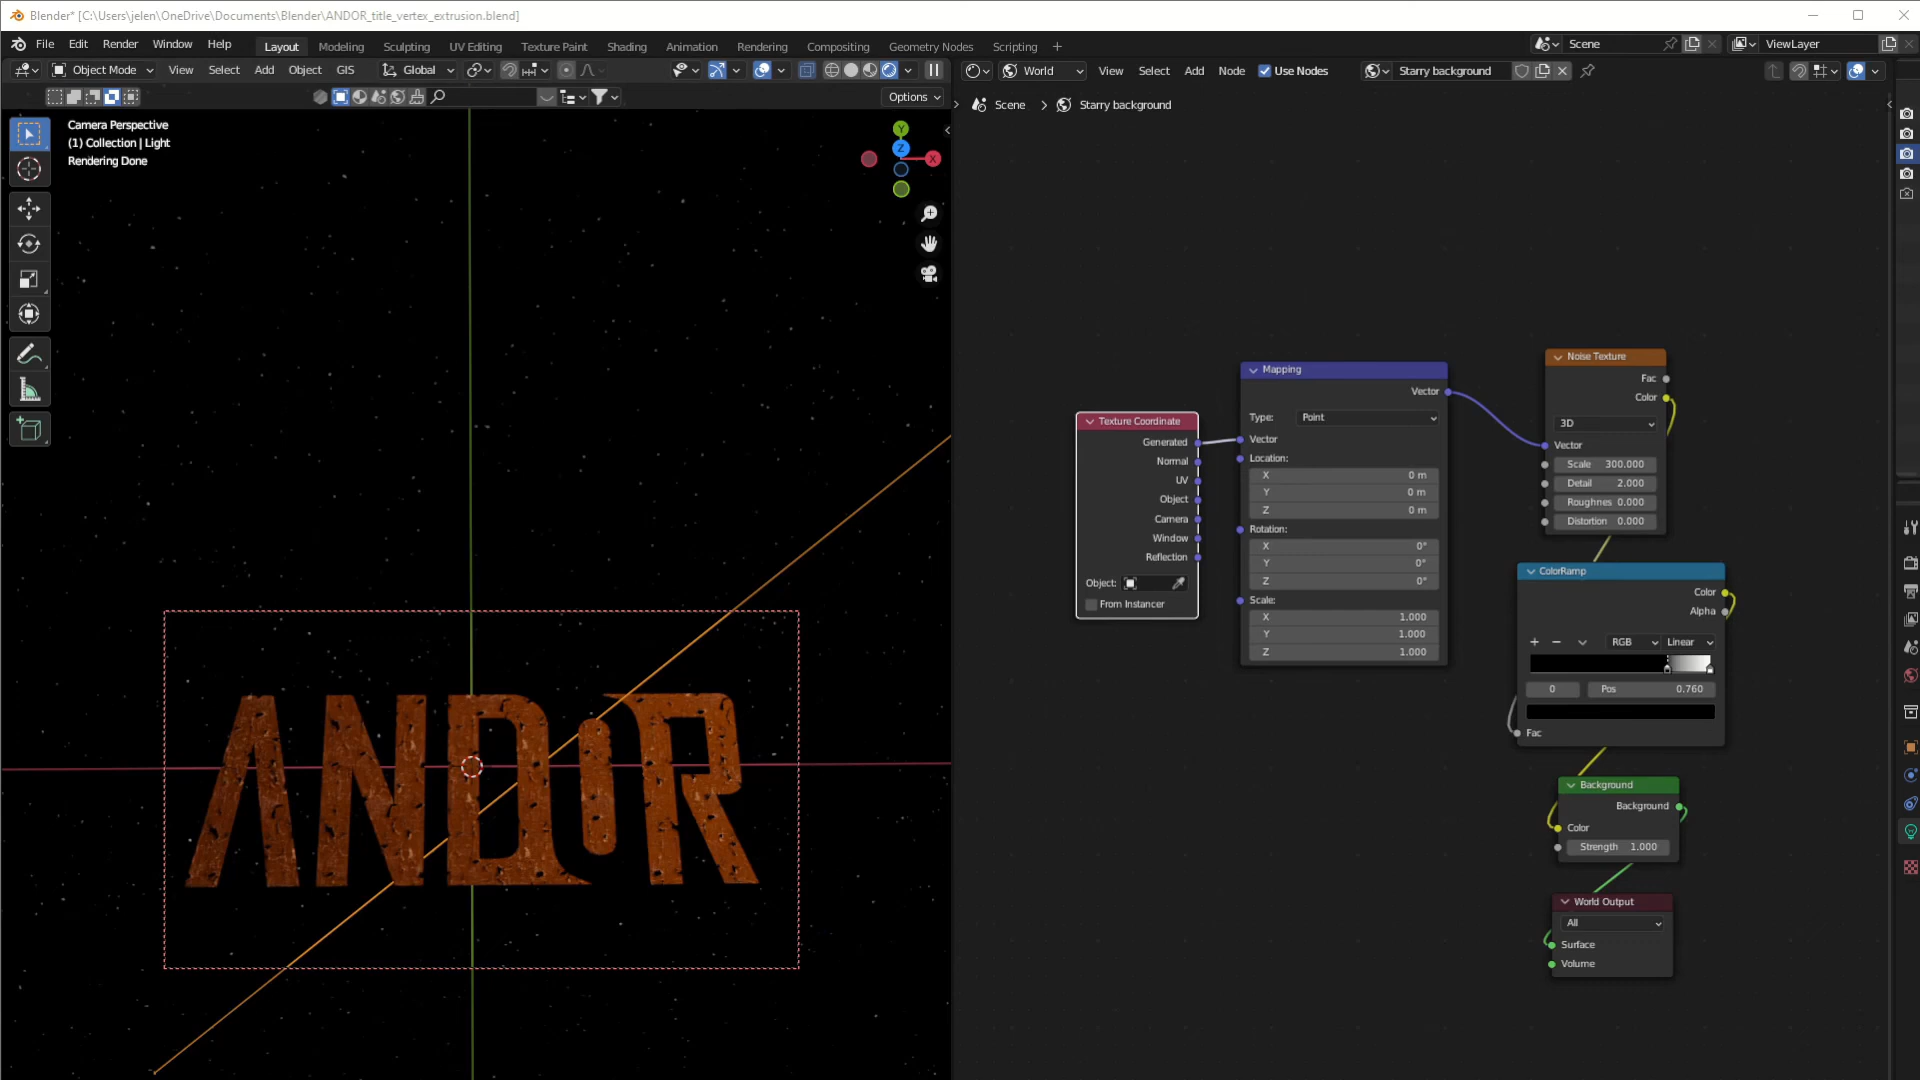 Blender* [C:\Users\jelen\OneDrive\Documents\Blender\ANDOR_title_vertex_extrusion.blend]
File Edit Render Window Help Layout Modeling Sculpting UV Editing Texture Paint Shading Animation Rendering Compositing Geometry Nodes Scripting + Scene ViewLayer
Object Mode View Select Add Object GIS Global World View Select Add Node Use Nodes Starry background
Options Scene > Starry background
Camera Perspective
(1) Collection | Light
Rendering Done
Y
Z
X
ANDOR
Texture Coordinate
Generated
Normal
UV
Object
Camera
Window
Reflection
Object:
From Instancer
Mapping
Vector
Type: Point
Vector
Location:
X 0 m
Y 0 m
Z 0 m
Rotation:
X 0°
Y 0°
Z 0°
Scale:
X 1.000
Y 1.000
Z 1.000
Noise Texture
Fac
Color
3D
Vector
Scale 300.000
Detail 2.000
Roughnes 0.000
Distortion 0.000
ColorRamp
Color
Alpha
+ − RGB Linear
0 Pos 0.760
Fac
Background
Background
Color
Strength 1.000
World Output
All
Surface
Volume